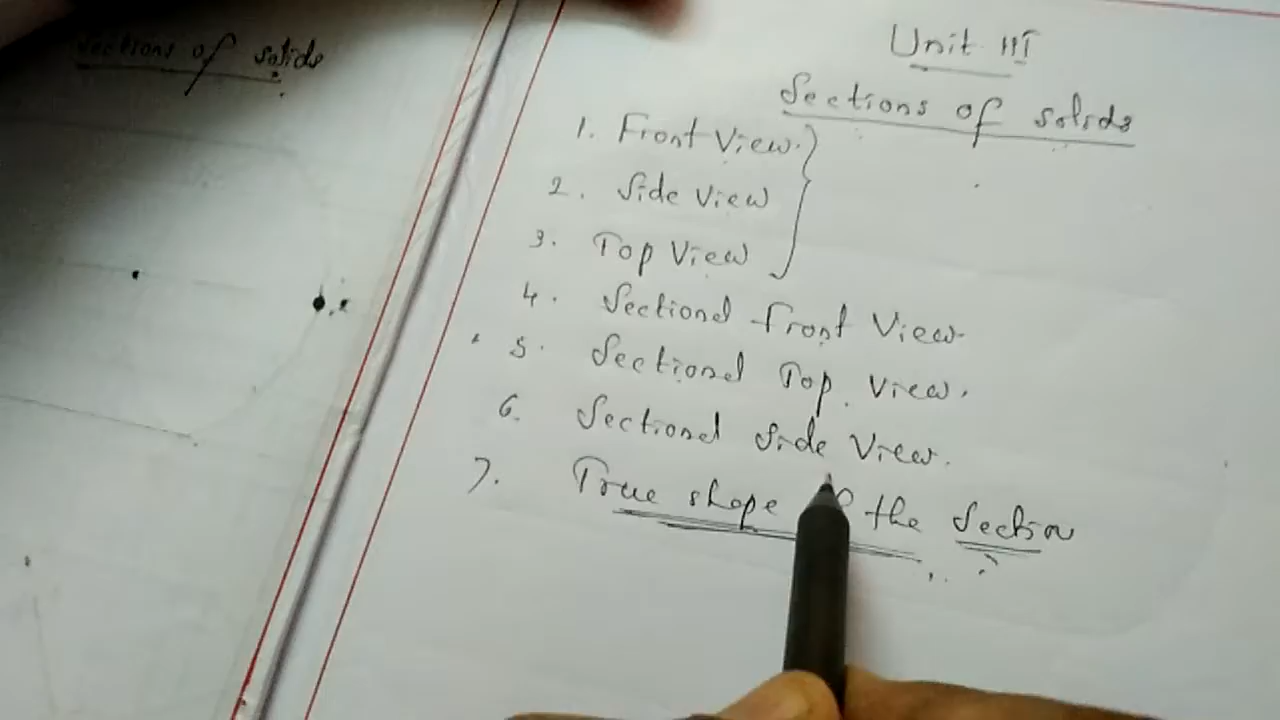 Sections of solids
Unit III
Sections of solids
1. Front View.
2. Side View
3. Top View
4. Sectional front View.
5. Sectional Top View.
6. Sectional side View.
7. True shape of the Section